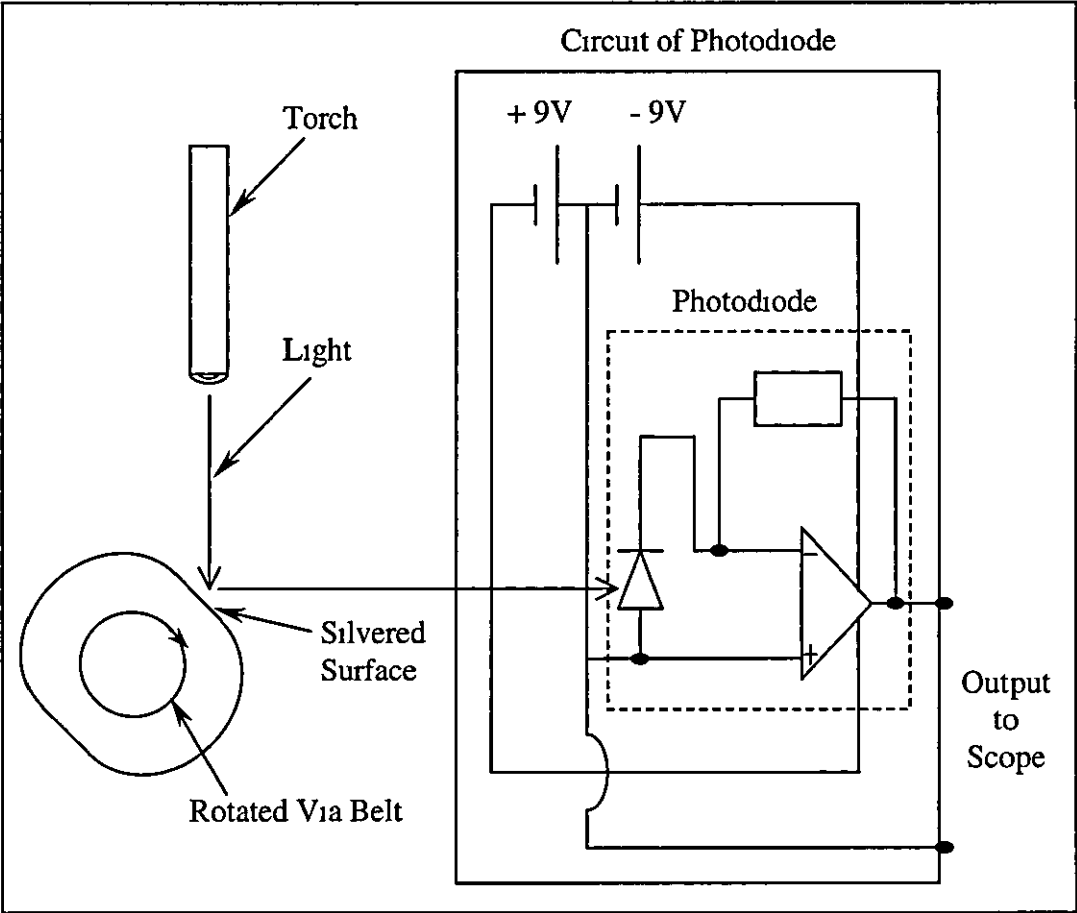 Circuit of Photodiode
+ 9V - 9V
Torch
Photodiode
Light
Silvered
Surface
Output
to
Scope
Rotated Via Belt
- 
+